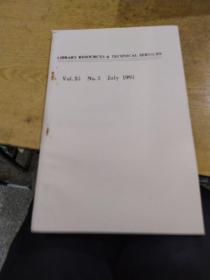 LIBRARY RESOURCES & TECHNICAL SERVICES
Vol.35 No.3 July 1991